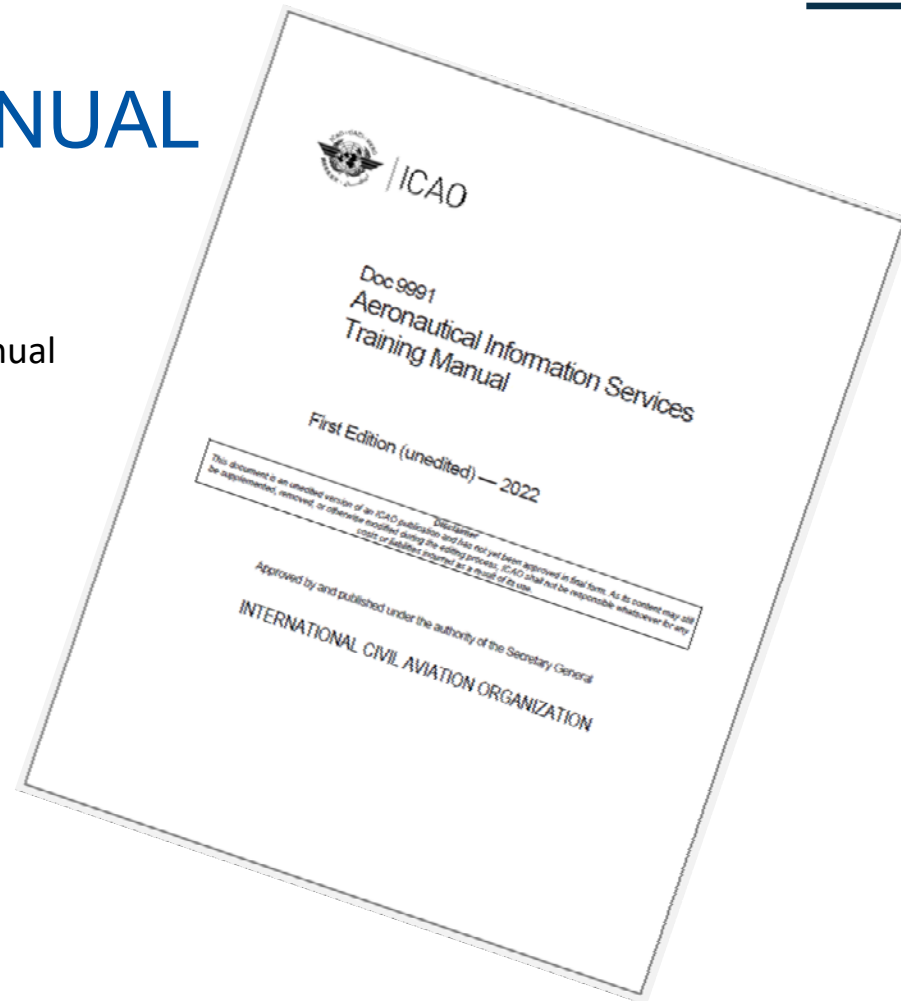 NUAL
nual
ICAO
Doc 9991
Aeronautical Information Services
Training Manual
First Edition (unedited) — 2022
Disclaimer
This document is an unedited version of an ICAO publication and has not yet been approved in final form. As its content may still
be supplemented, removed, or otherwise modified during the editing process, ICAO shall not be responsible whatsoever for any
costs or liabilities incurred as a result of its use.
Approved by and published under the authority of the Secretary General
INTERNATIONAL CIVIL AVIATION ORGANIZATION